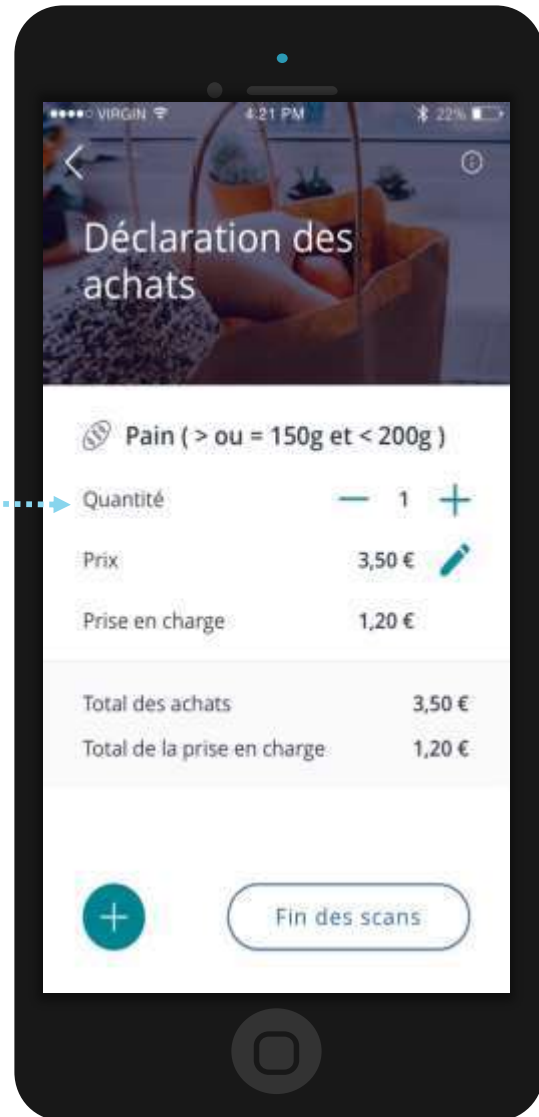 VIRGIN 4:21 PM 22%
Déclaration des
achats
Pain ( > ou = 150g et < 200g )
Quantité 1
Prix 3,50 €
Prise en charge 1,20 €
Total des achats 3,50 €
Total de la prise en charge 1,20 €
Fin des scans